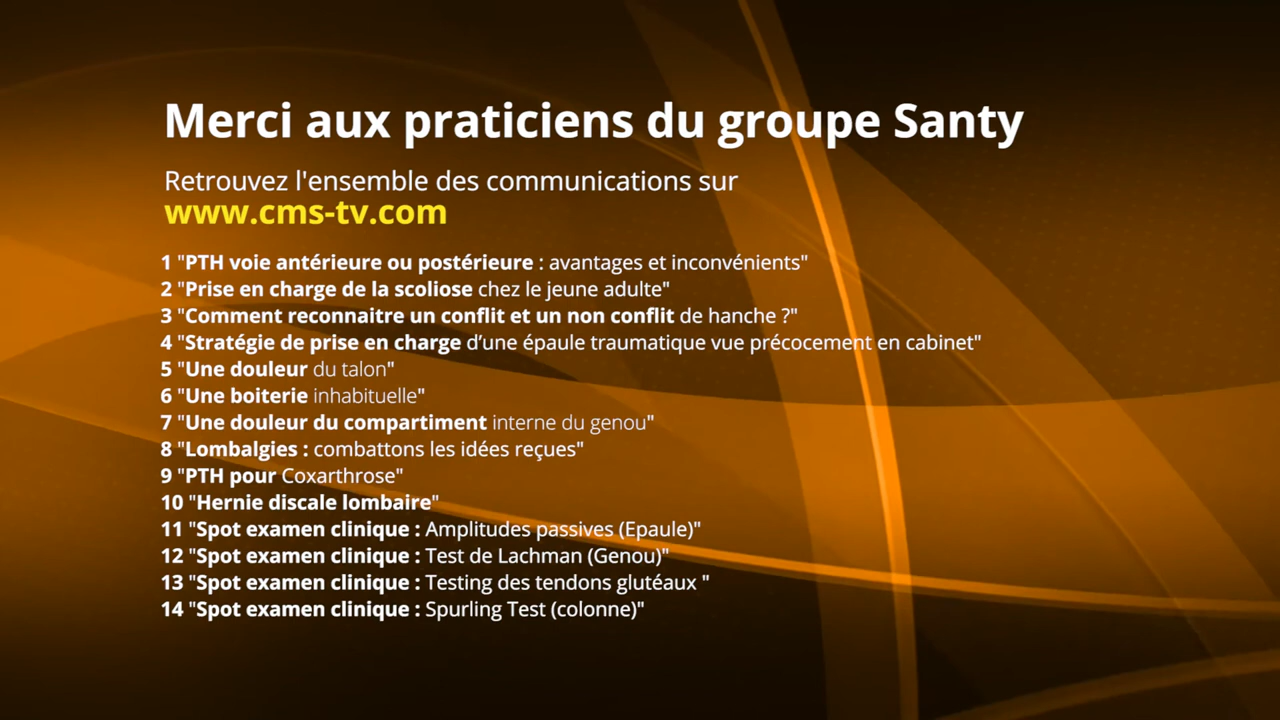 Merci aux praticiens du groupe Santy
Retrouvez l'ensemble des communications sur
www.cms-tv.com
1 "PTH voie antérieure ou postérieure : avantages et inconvénients"
2 "Prise en charge de la scoliose chez le jeune adulte"
3 "Comment reconnaitre un conflit et un non conflit de hanche ?"
4 "Stratégie de prise en charge d’une épaule traumatique vue précocement en cabinet"
5 "Une douleur du talon"
6 "Une boiterie inhabituelle"
7 "Une douleur du compartiment interne du genou"
8 "Lombalgies : combattons les idées reçues"
9 "PTH pour Coxarthrose"
10 "Hernie discale lombaire"
11 "Spot examen clinique : Amplitudes passives (Epaule)"
12 "Spot examen clinique : Test de Lachman (Genou)"
13 "Spot examen clinique : Testing des tendons glutéaux "
14 "Spot examen clinique : Spurling Test (colonne)"